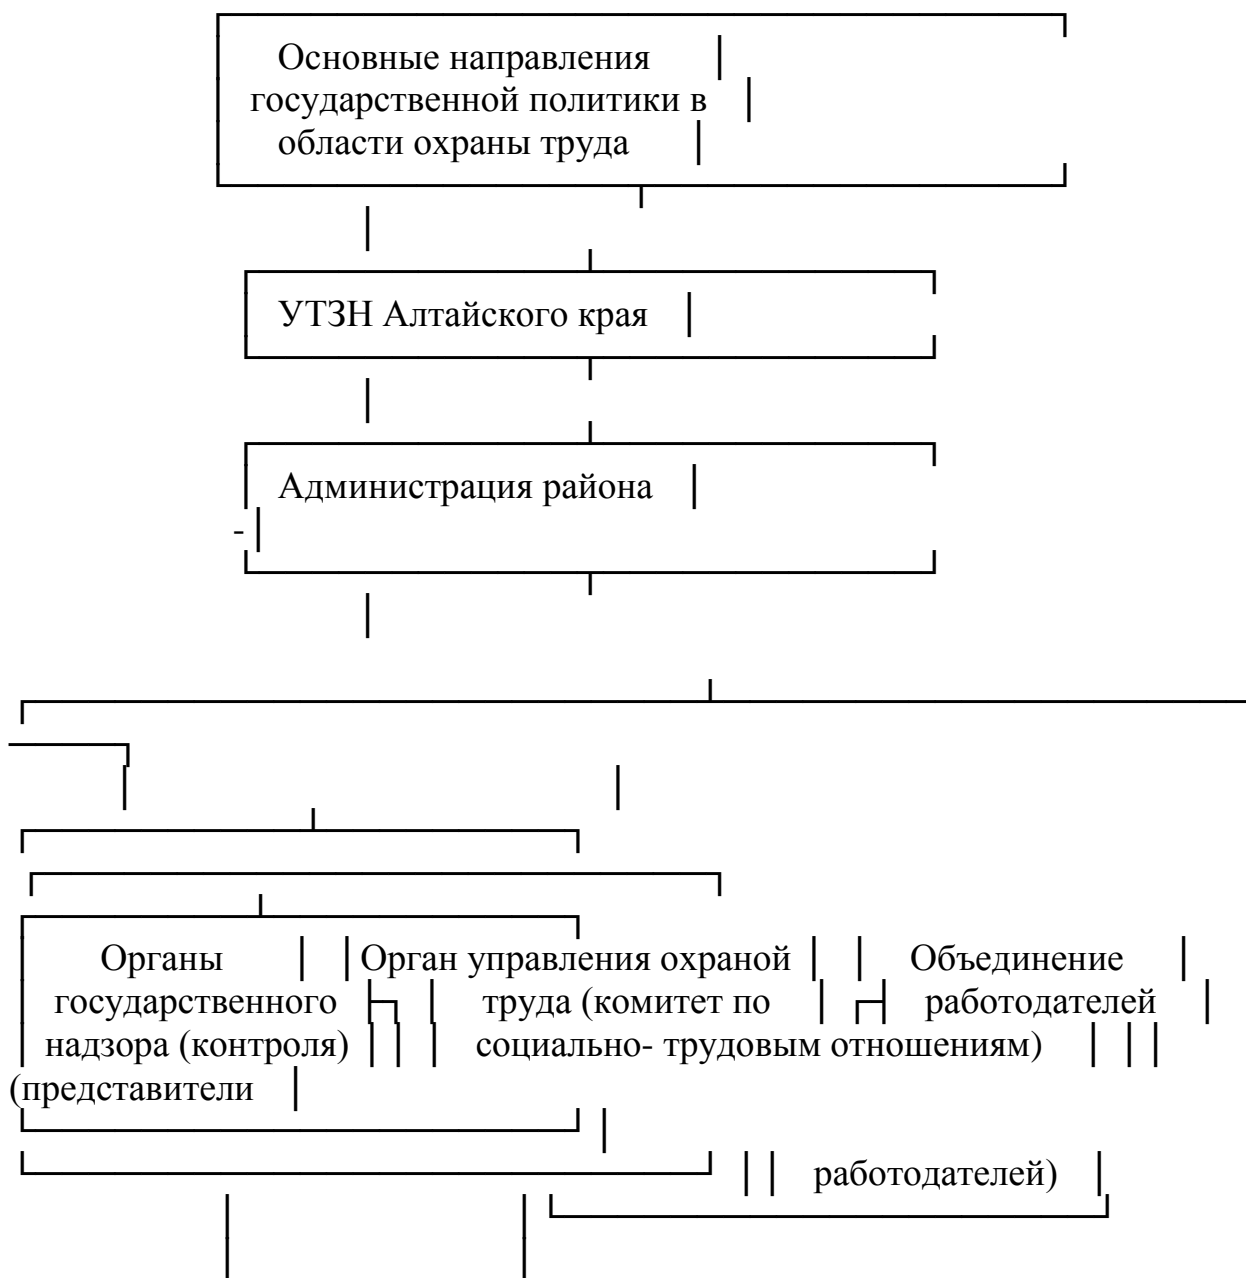 Основные направления
государственной политики в
области охраны труда
УТЗН Алтайского края
Администрация района
-
Органы Орган управления охраной Объединение
государственного труда (комитет по работодателей
надзора (контроля) социально- трудовым отношениям)
(представители
работодателей)